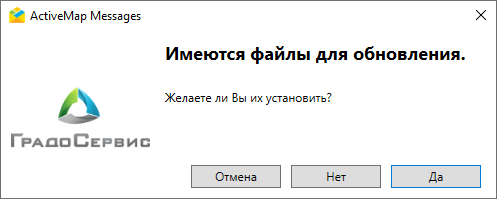 ActiveMap Messages
Имеются файлы для обновления.
Желаете ли Вы их установить?
ГрадоСервис
Отмена
Нет
Да